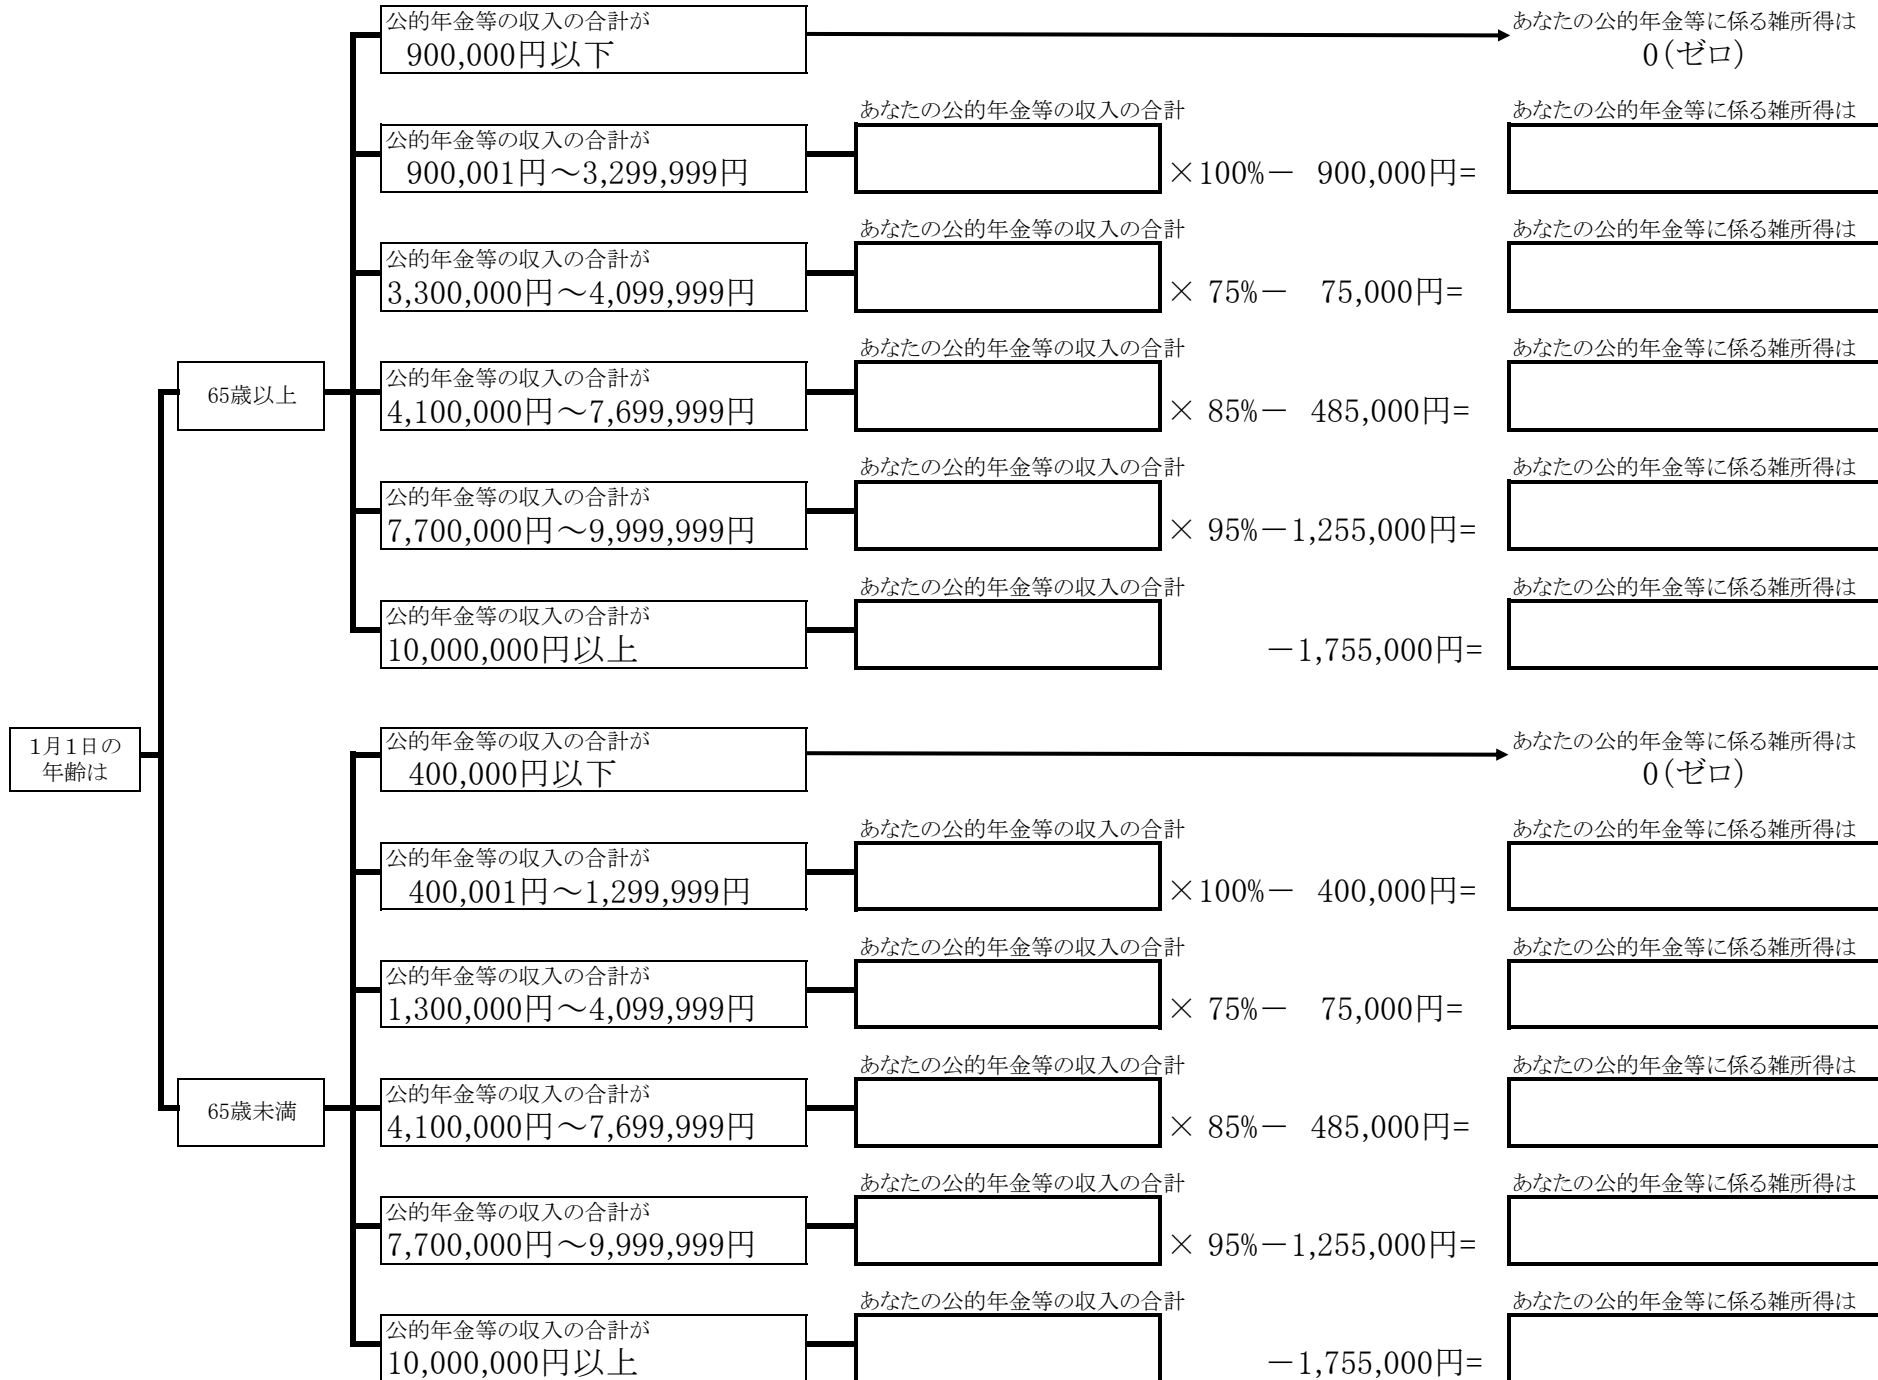 公的年金等の収入の合計が
900,000円以下
あなたの公的年金等に係る雑所得は
0(ゼロ)
あなたの公的年金等の収入の合計
あなたの公的年金等に係る雑所得は
公的年金等の収入の合計が
900,001円～3,299,999円
×100%－ 900,000円=
あなたの公的年金等の収入の合計
あなたの公的年金等に係る雑所得は
公的年金等の収入の合計が
3,300,000円～4,099,999円
× 75%－ 75,000円=
あなたの公的年金等の収入の合計
あなたの公的年金等に係る雑所得は
65歳以上
公的年金等の収入の合計が
4,100,000円～7,699,999円
× 85%－ 485,000円=
あなたの公的年金等の収入の合計
あなたの公的年金等に係る雑所得は
公的年金等の収入の合計が
7,700,000円～9,999,999円
× 95%－1,255,000円=
あなたの公的年金等の収入の合計
あなたの公的年金等に係る雑所得は
公的年金等の収入の合計が
10,000,000円以上
－1,755,000円=
1月1日の
年齢は
公的年金等の収入の合計が
400,000円以下
あなたの公的年金等に係る雑所得は
0(ゼロ)
あなたの公的年金等の収入の合計
あなたの公的年金等に係る雑所得は
公的年金等の収入の合計が
400,001円～1,299,999円
×100%－ 400,000円=
あなたの公的年金等の収入の合計
あなたの公的年金等に係る雑所得は
公的年金等の収入の合計が
1,300,000円～4,099,999円
× 75%－ 75,000円=
あなたの公的年金等の収入の合計
あなたの公的年金等に係る雑所得は
65歳未満
公的年金等の収入の合計が
4,100,000円～7,699,999円
× 85%－ 485,000円=
あなたの公的年金等の収入の合計
あなたの公的年金等に係る雑所得は
公的年金等の収入の合計が
7,700,000円～9,999,999円
× 95%－1,255,000円=
あなたの公的年金等の収入の合計
あなたの公的年金等に係る雑所得は
公的年金等の収入の合計が
10,000,000円以上
－1,755,000円=